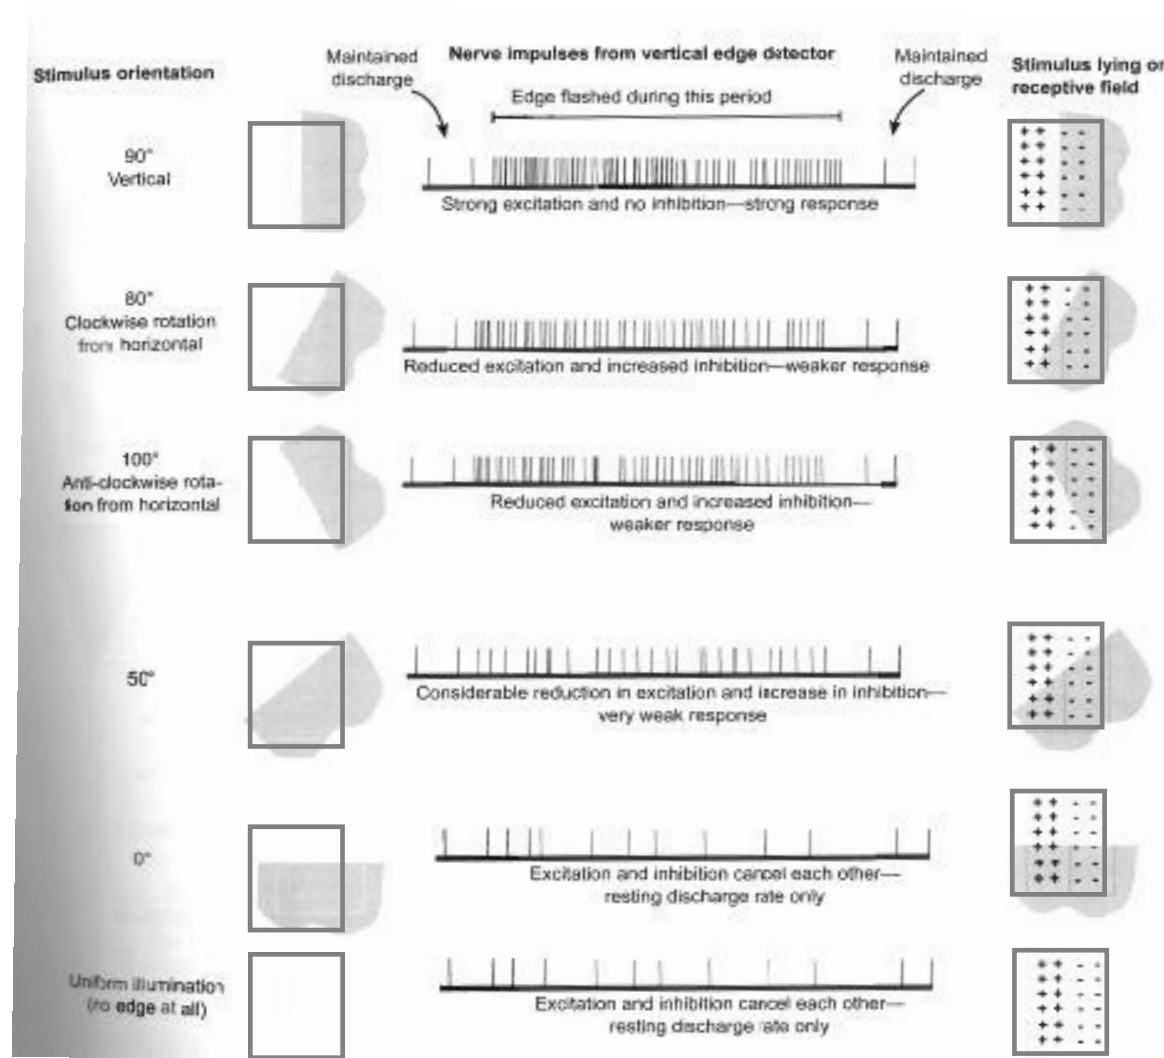 Stimulus orientation
Maintained
discharge
Nerve impulses from vertical edge detector
Edge flashed during this period
Maintained
discharge
Stimulus lying on
receptive field
90°
Vertical
Strong excitation and no inhibition—strong response
80°
Clockwise rotation
from horizontal
Reduced excitation and increased inhibition—weaker response
100°
Anti-clockwise rota-
tion from horizontal
Reduced excitation and increased inhibition—
weaker response
50°
Considerable reduction in excitation and increase in inhibition—
very weak response
0°
Excitation and inhibition cancel each other—
resting discharge rate only
Uniform illumination
(no edge at all)
Excitation and inhibition cancel each other—
resting discharge rate only